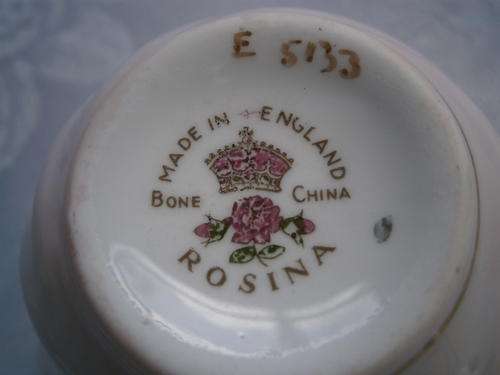 E 5133
MADE IN ENGLAND
BONE CHINA
ROSINA